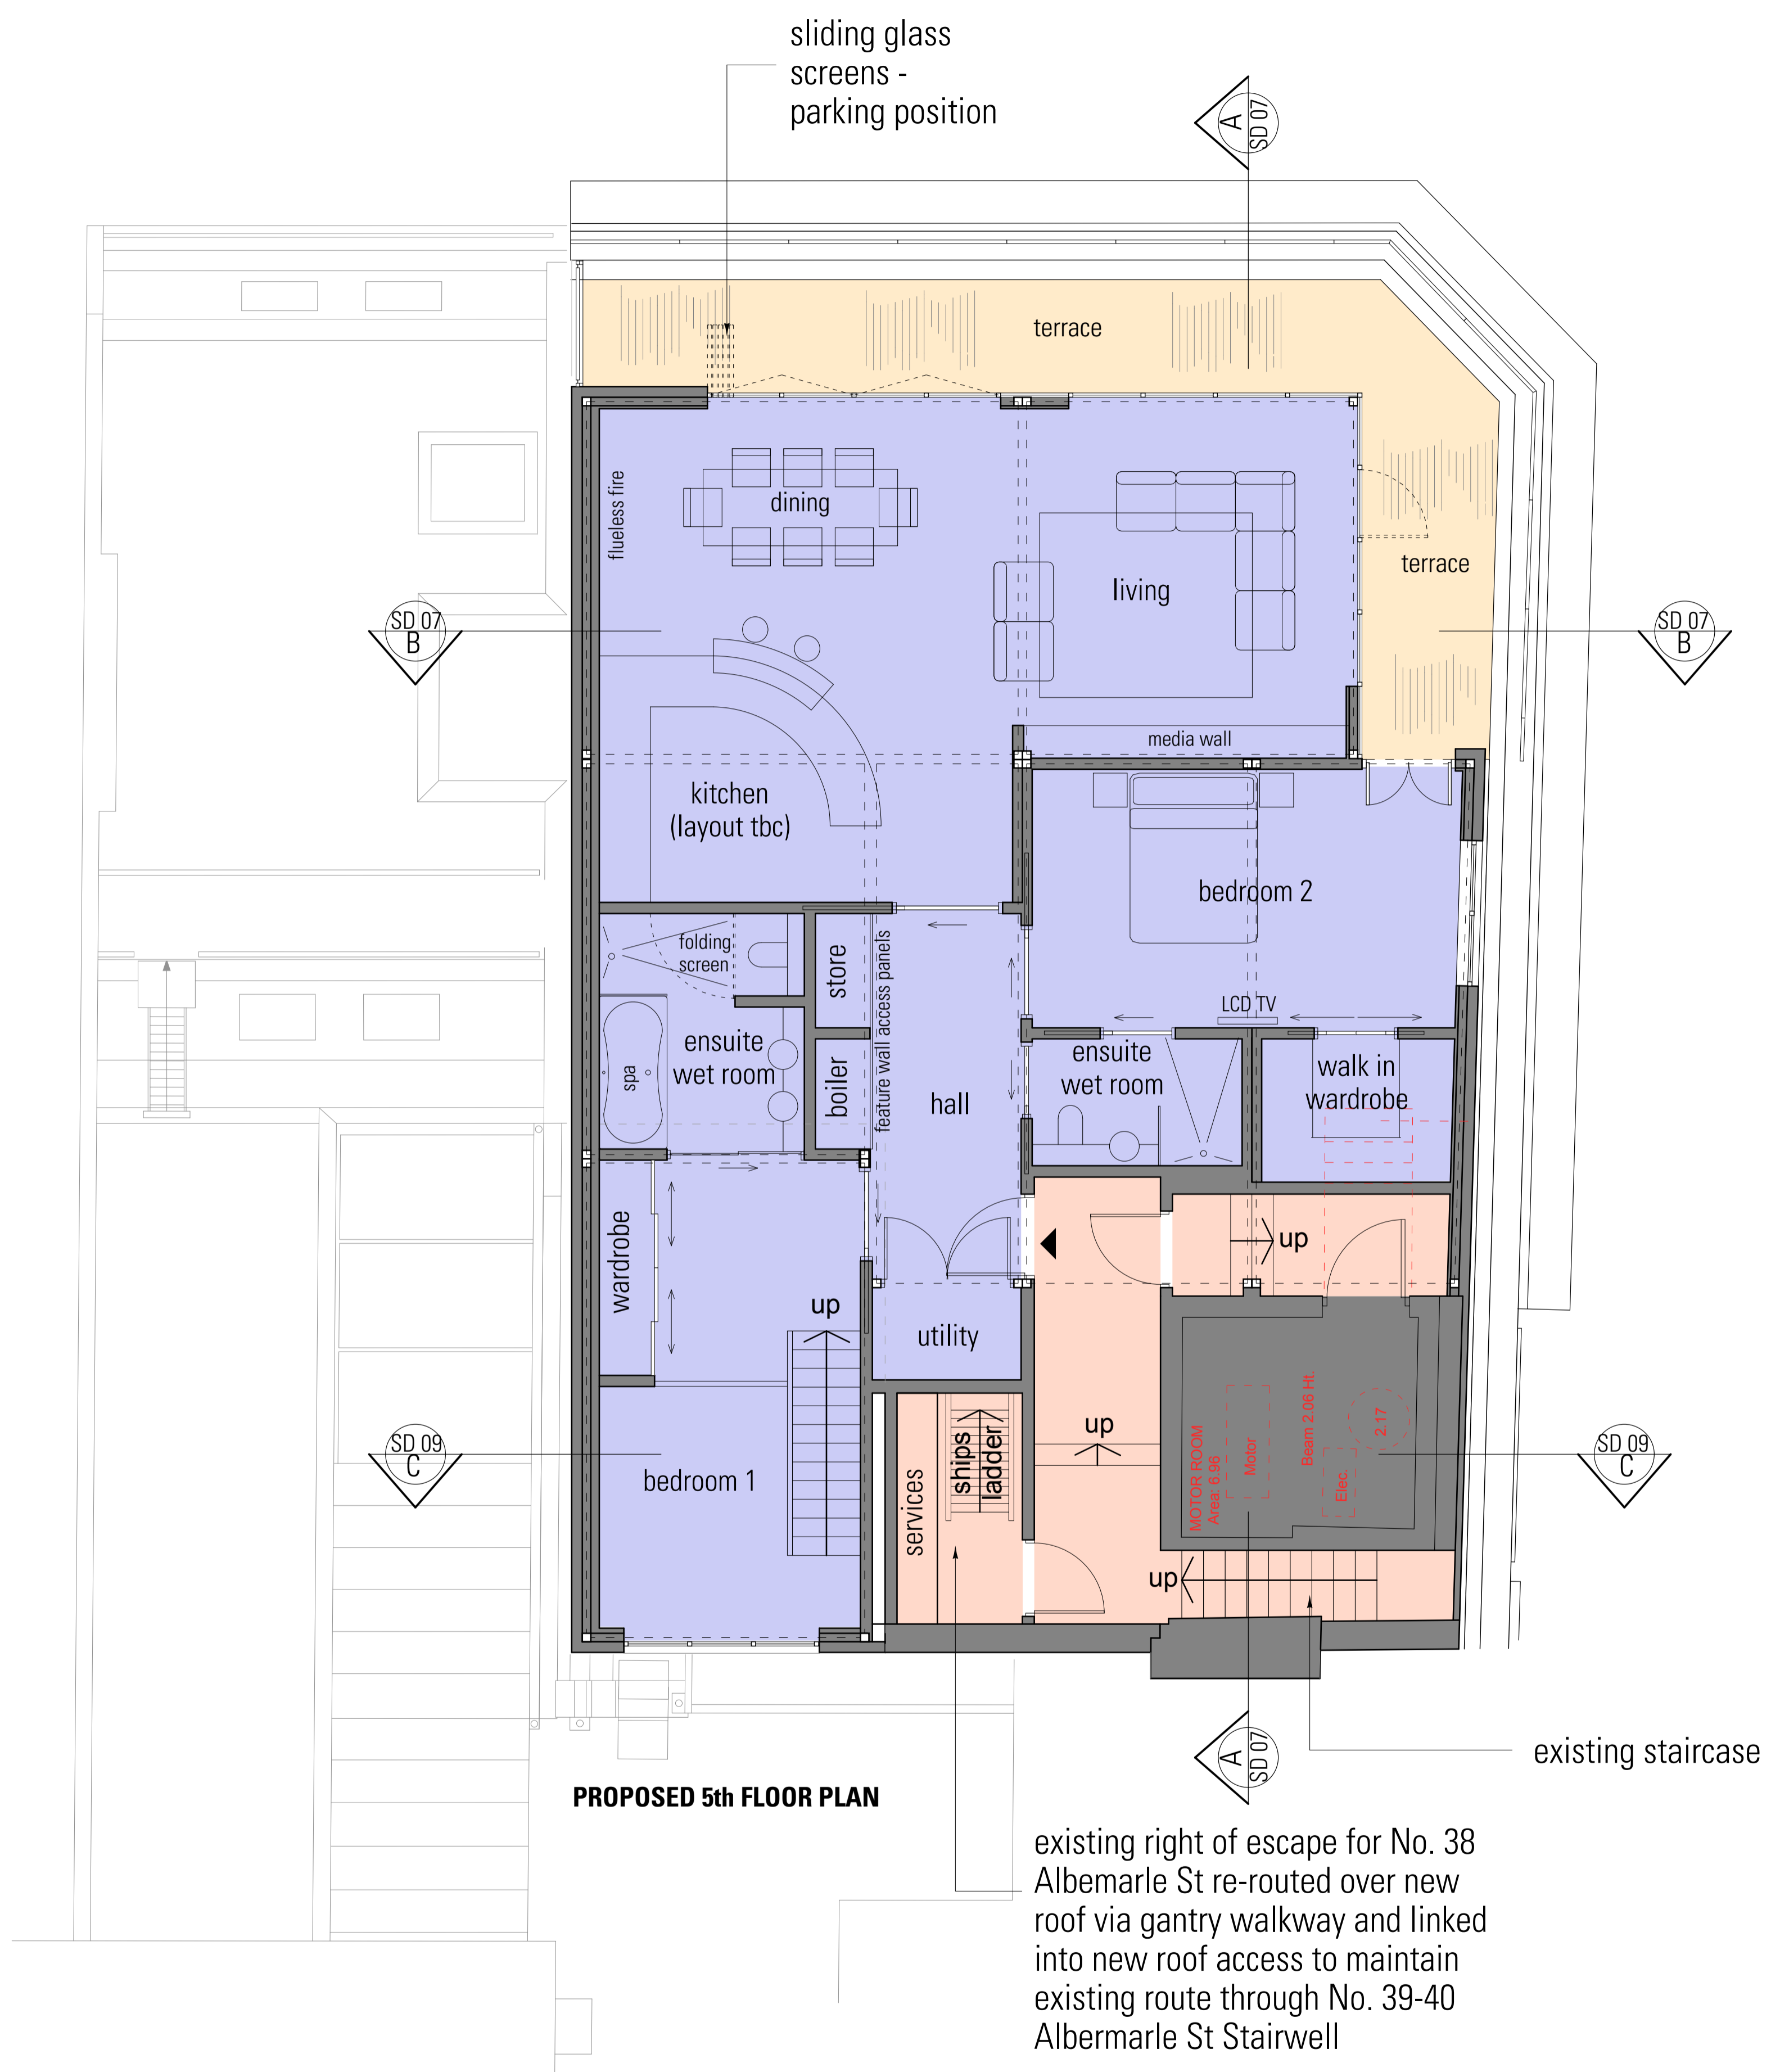 sliding glass
screens -
parking position
A
SD 07
terrace
flueless fire
dining
living
terrace
SD 07
B
SD 07
B
media wall
kitchen
(layout tbc)
bedroom 2
folding
screen
store
feature wall access panels
LCD TV
ensuite
wet room
spa
boiler
hall
ensuite
wet room
walk in
wardrobe
wardrobe
up
up
utility
SD 09
C
bedroom 1
services
ships
ladder
up
MOTOR ROOM
Area: 6.96
Motor
Beam 2.06 Ht.
Elec.
2.17
SD 09
C
up
A
SD 07
existing staircase
PROPOSED 5th FLOOR PLAN
existing right of escape for No. 38
Albemarle St re-routed over new
roof via gantry walkway and linked
into new roof access to maintain
existing route through No. 39-40
Albermarle St Stairwell